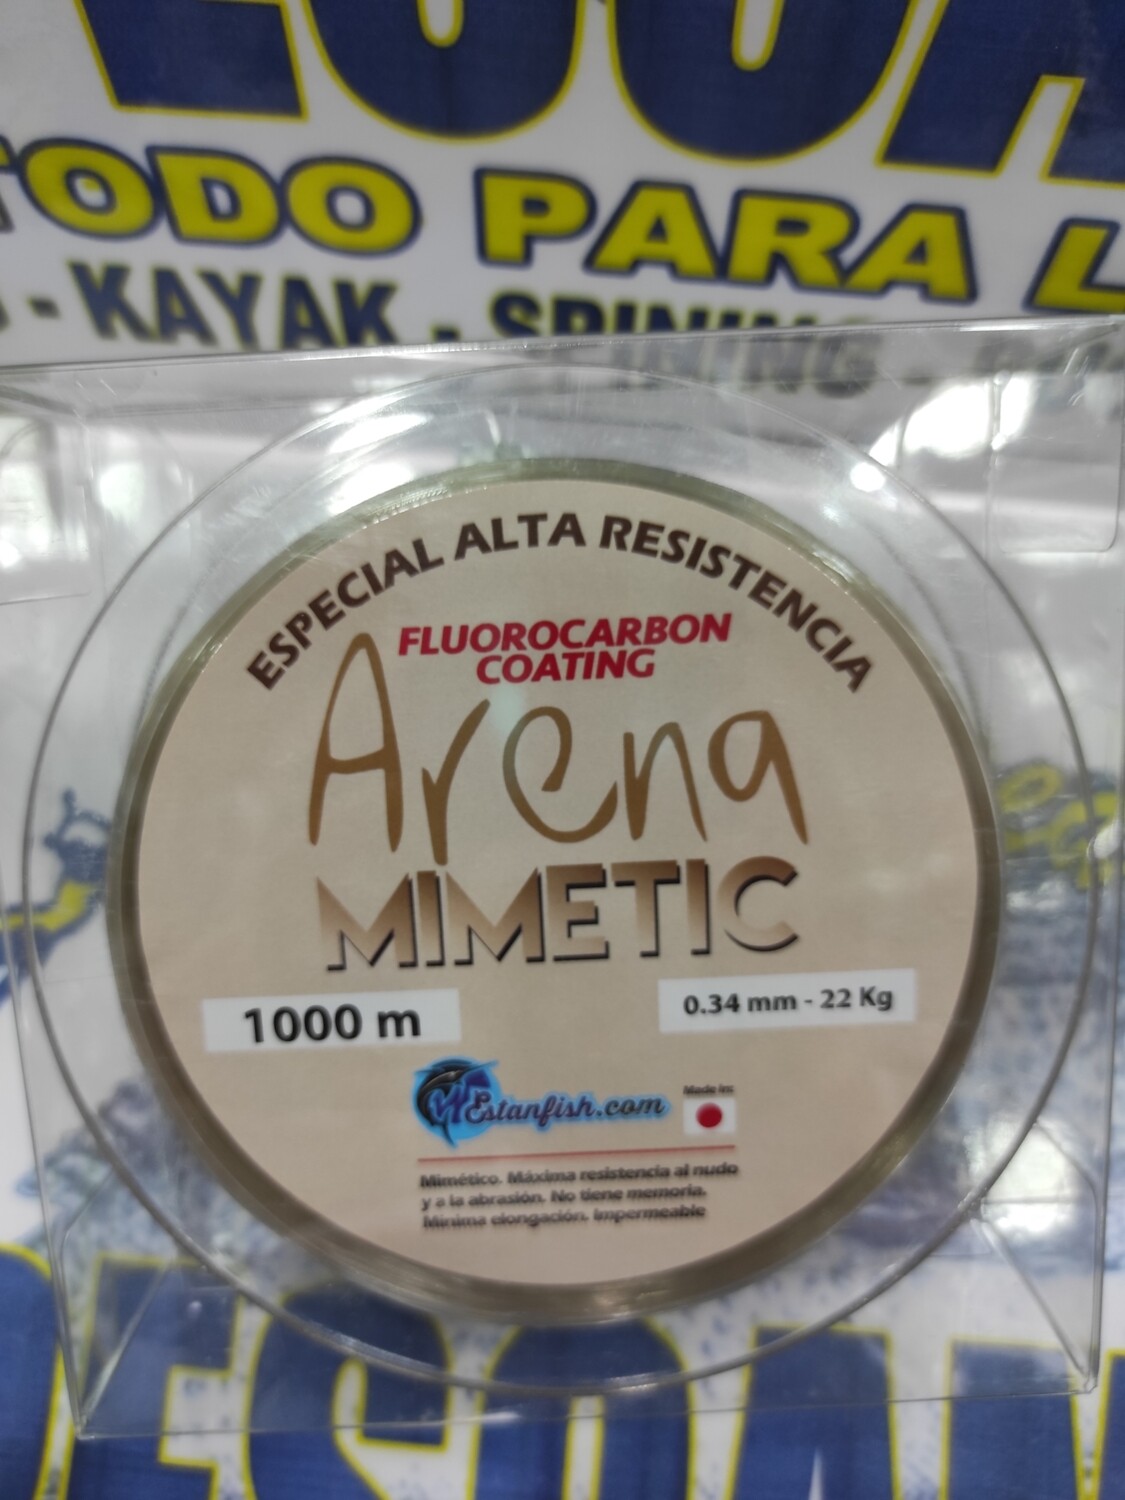 TODO PARA L
- KAYAK - SPINING
ESPECIAL ALTA RESISTENCIA
FLUOROCARBON
COATING
Arena
MIMETIC
1000 m
0.34 mm - 22 Kg
Estanfish.com
Made in:
Mimético. Máxima resistencia al nudo
y a la abrasión. No tiene memoria.
Mínima elongación. Impermeable